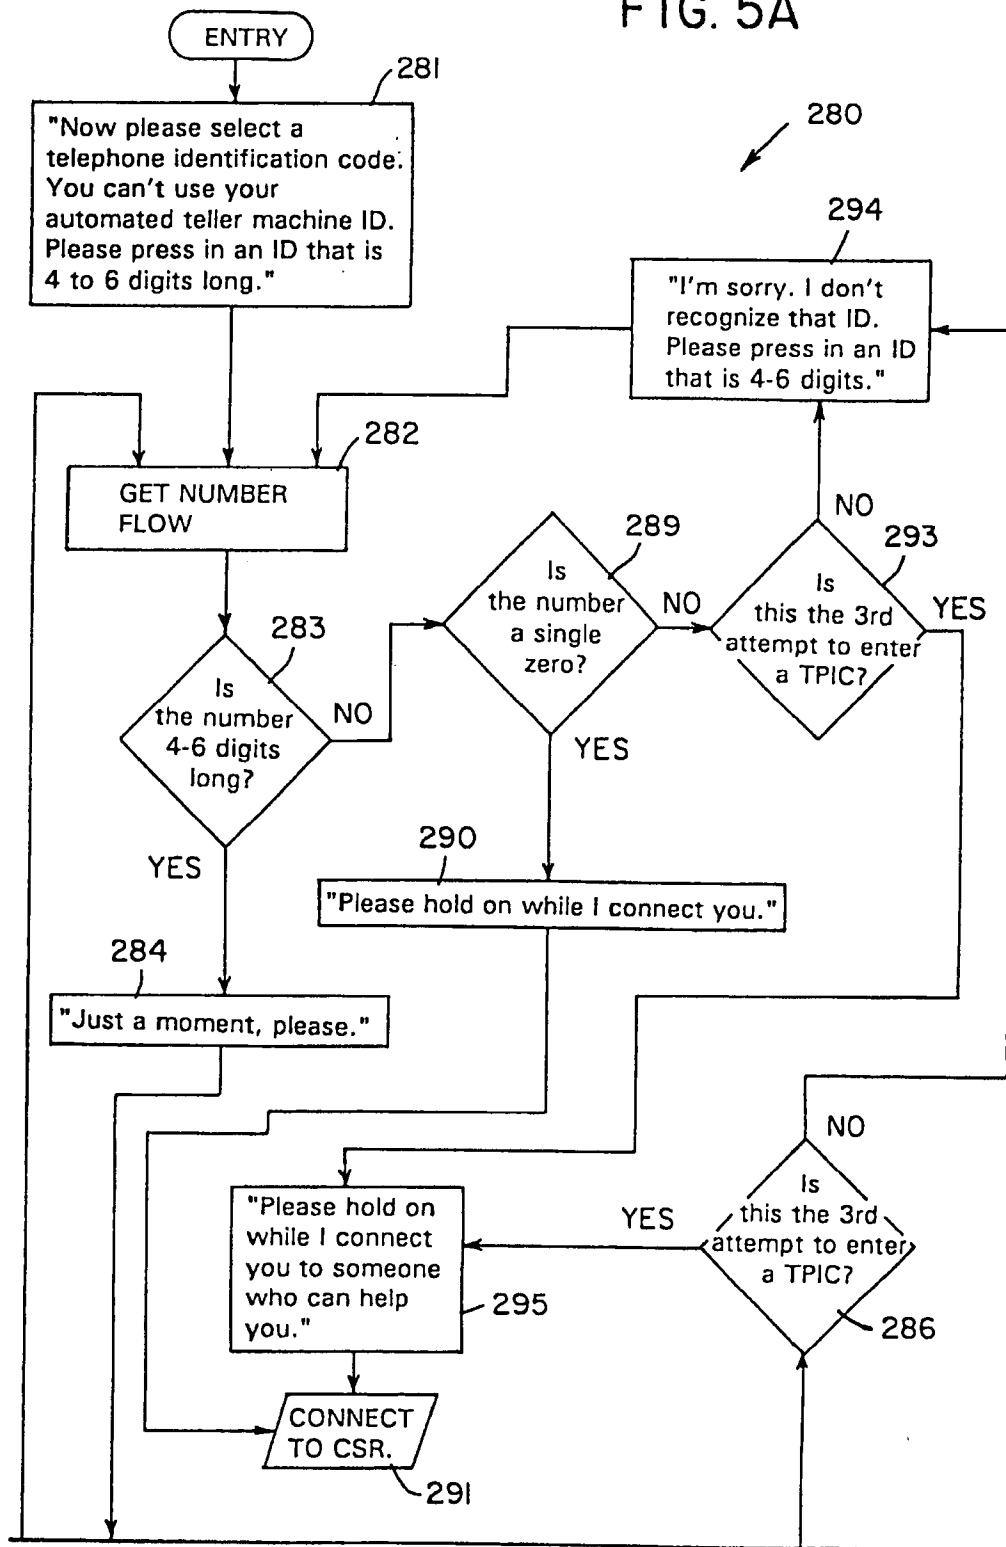 FIG. 5A
ENTRY
281
"Now please select a
telephone identification code.
You can't use your
automated teller machine ID.
Please press in an ID that is
4 to 6 digits long."
280
294
"I'm sorry. I don't
recognize that ID.
Please press in an ID
that is 4-6 digits."
282
GET NUMBER
FLOW
NO
289
Is
the number
a single
zero?
NO
293
Is
this the 3rd
attempt to enter
a TPIC?
YES
283
Is
the number
4-6 digits
long?
NO
YES
YES
290
"Please hold on while I connect you."
284
"Just a moment, please."
NO
Is
this the 3rd
attempt to enter
a TPIC?
YES
286
"Please hold on
while I connect
you to someone
who can help
you."
295
CONNECT
TO CSR.
291